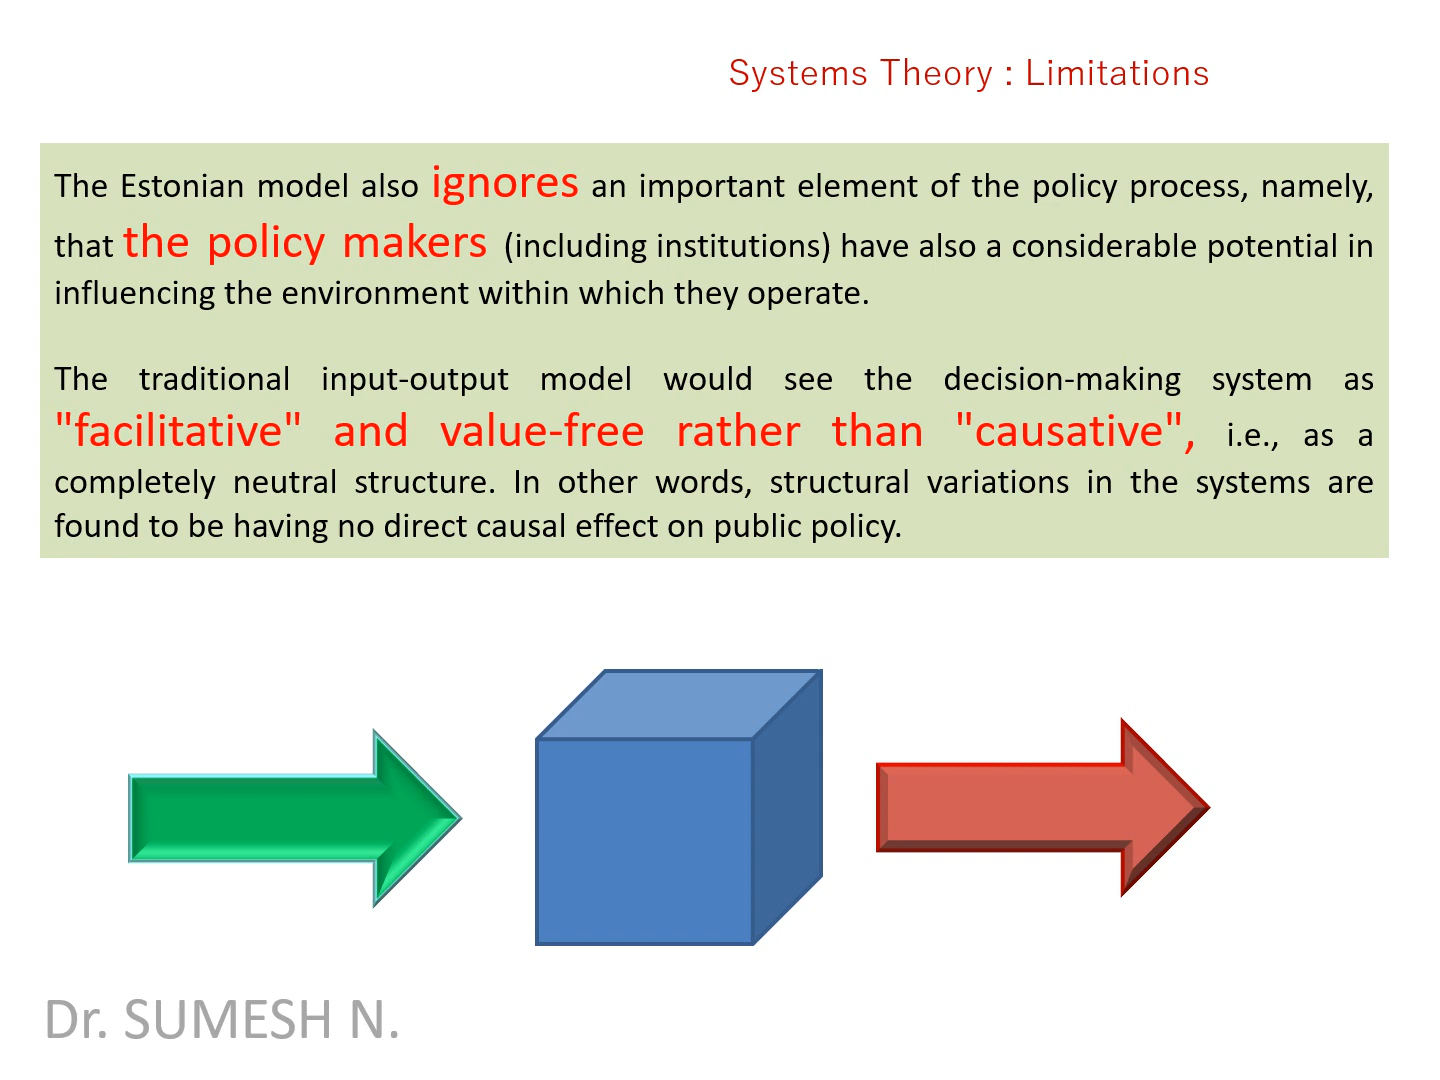 Systems Theory : Limitations
The Estonian model also ignores an important element of the policy process, namely,
that the policy makers (including institutions) have also a considerable potential in
influencing the environment within which they operate.
The traditional input-output model would see the decision-making system as
"facilitative" and value-free rather than "causative", i.e., as a
completely neutral structure. In other words, structural variations in the systems are
found to be having no direct causal effect on public policy.
Dr. SUMESH N.